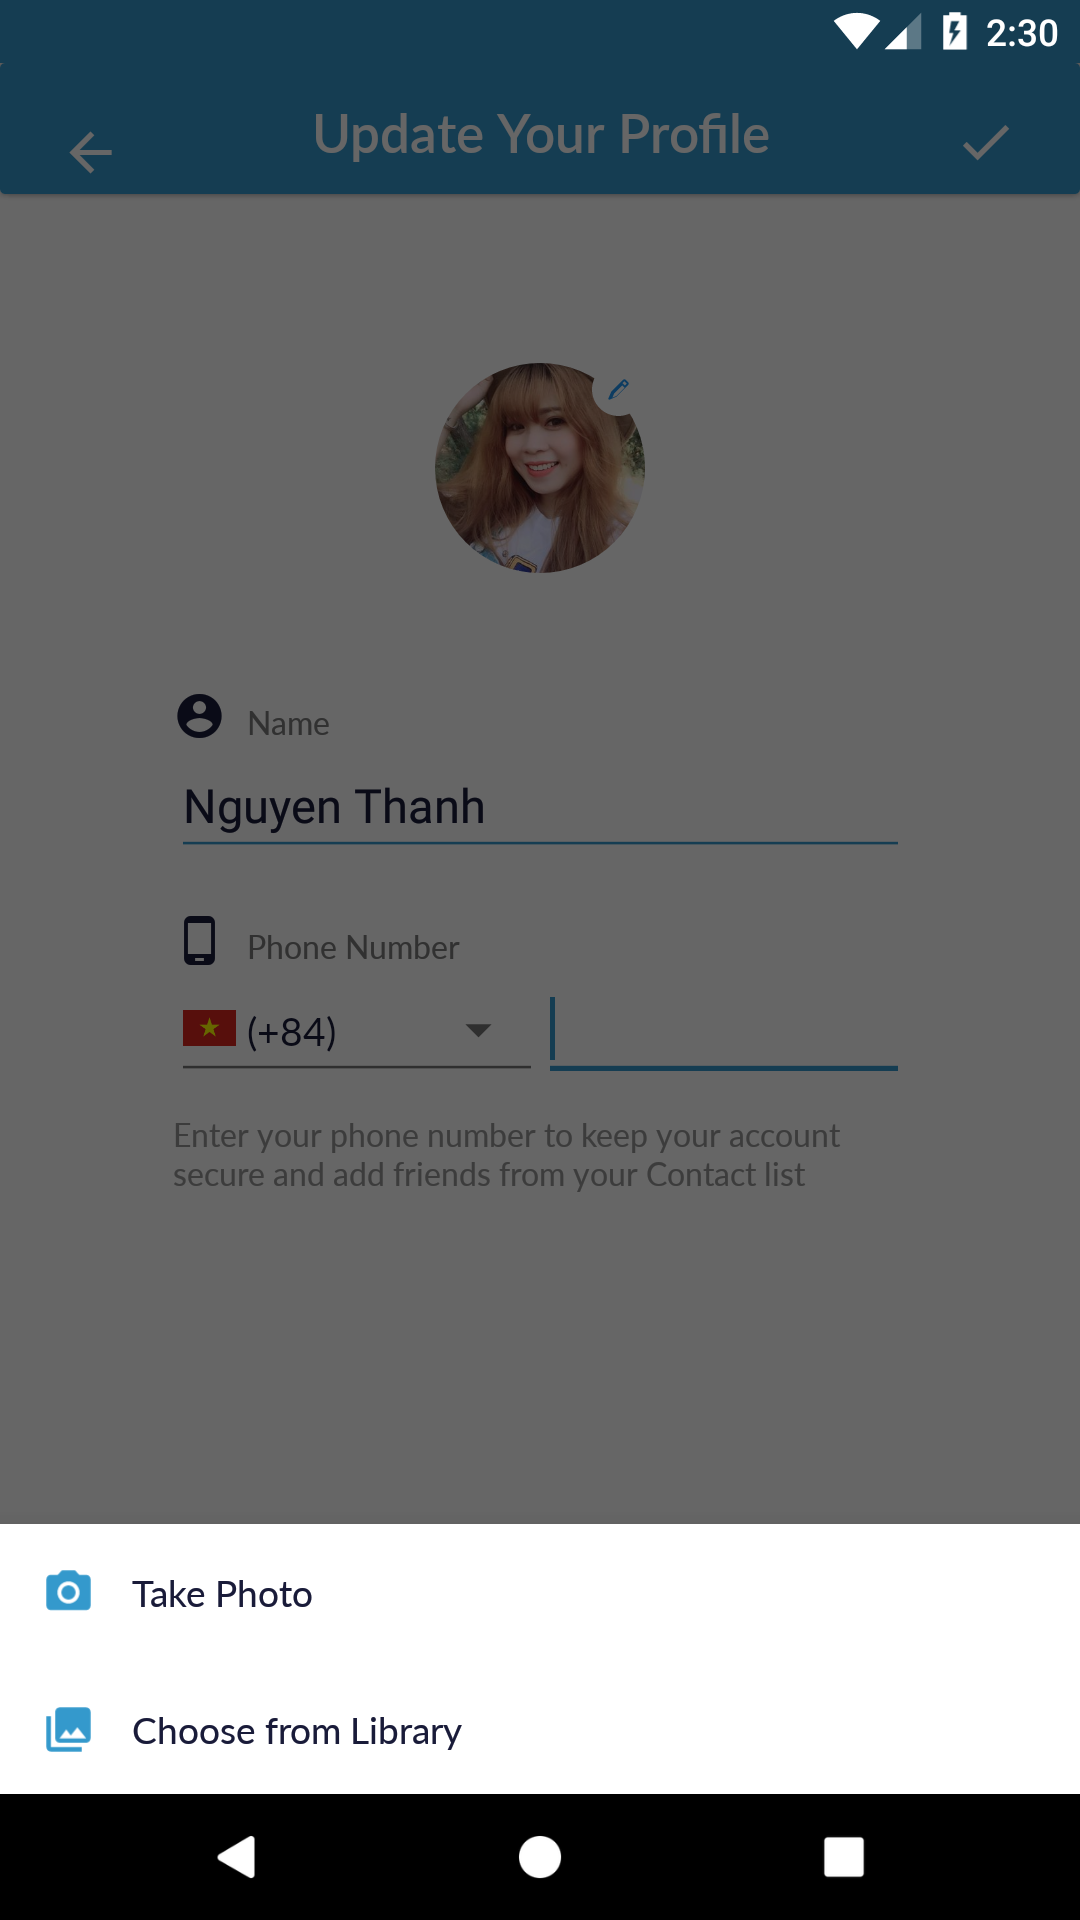 2:30
Update Your Profile
Name
Nguyen Thanh
Phone Number
(+84)
Enter your phone number to keep your account
secure and add friends from your Contact list
Take Photo
Choose from Library